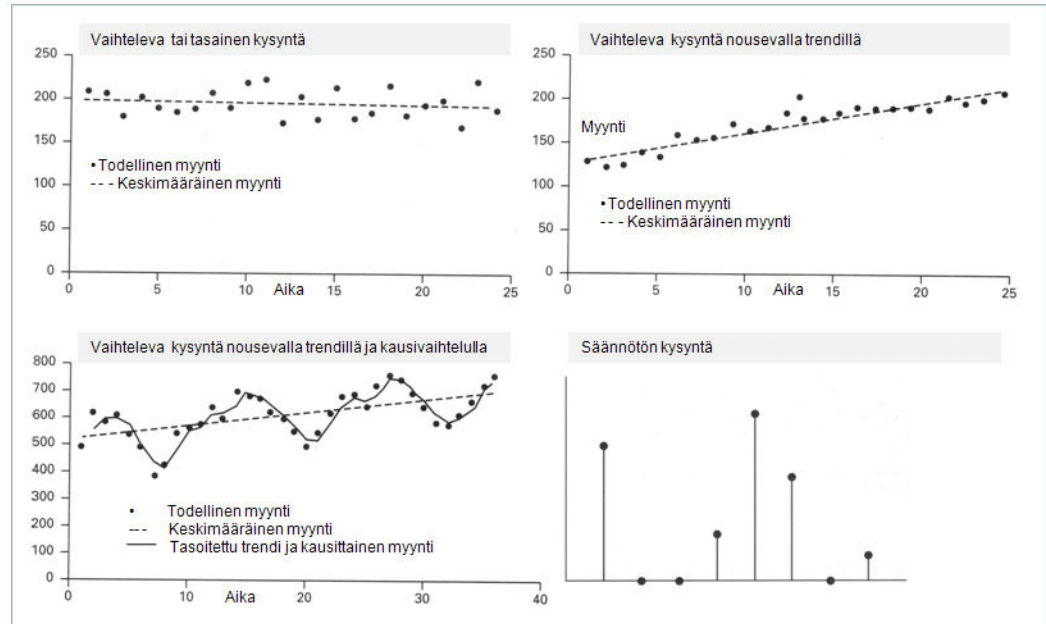 Vaihteleva tai tasainen kysyntä
250
200
150
100
50
0
• Todellinen myynti
--- Keskimääräinen myynti
0 5 10 15 20 25
Aika
Vaihteleva kysyntä nousevalla trendillä
250
200
150
100
50
0
Myynti
• Todellinen myynti
--- Keskimääräinen myynti
0 5 10 15 20 25
Aika
Vaihteleva kysyntä nousevalla trendillä ja kausivaihtelulla
800
700
600
500
400
300
200
100
0
• Todellinen myynti
--- Keskimääräinen myynti
— Tasoitettu trendi ja kausittainen myynti
0 10 20 30 40
Aika
Säännötön kysyntä